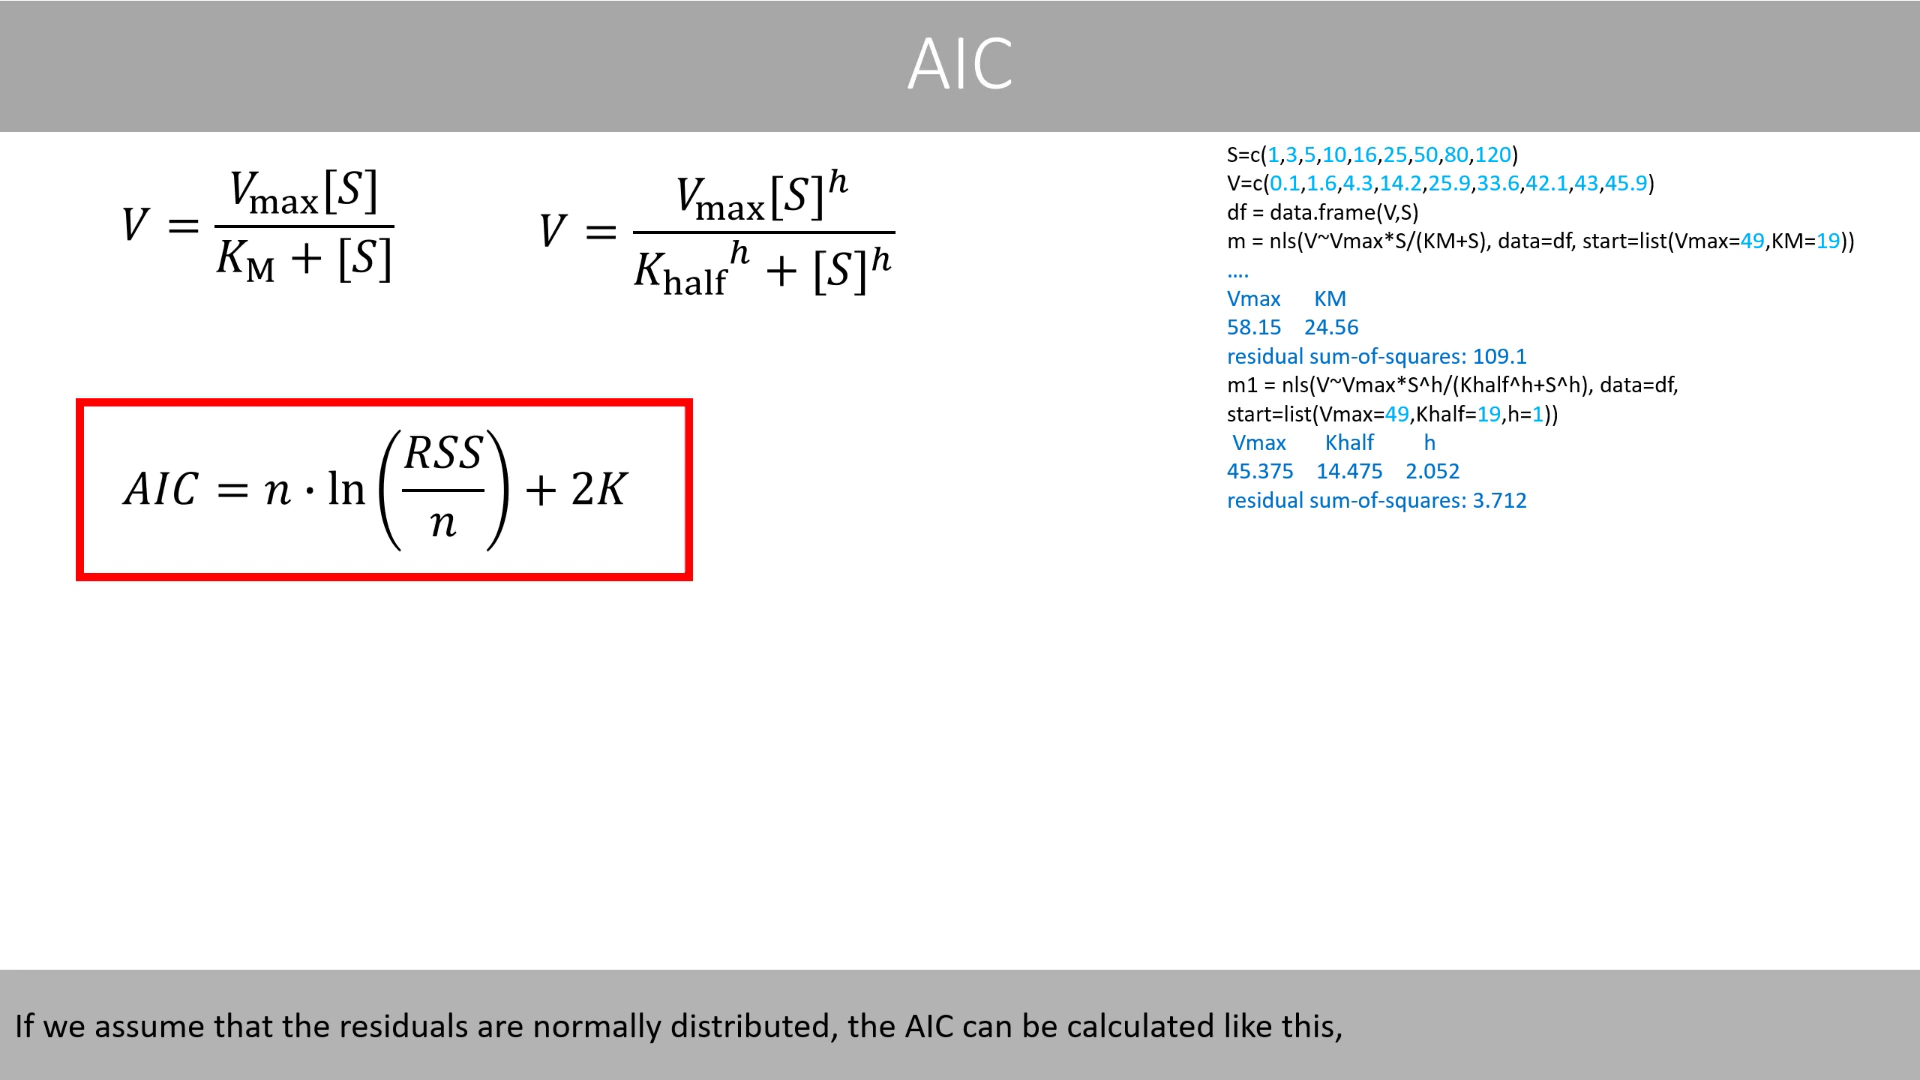 AIC
V = Vmax[S] / (KM + [S])
V = Vmax[S]^h / (Khalf^h + [S]^h)
AIC = n · ln(RSS/n) + 2K
S=c(1,3,5,10,16,25,50,80,120)
V=c(0.1,1.6,4.3,14.2,25.9,33.6,42.1,43,45.9)
df = data.frame(V,S)
m = nls(V~Vmax*S/(KM+S), data=df, start=list(Vmax=49,KM=19))
....
Vmax KM
58.15 24.56
residual sum-of-squares: 109.1
m1 = nls(V~Vmax*S^h/(Khalf^h+S^h), data=df,
start=list(Vmax=49,Khalf=19,h=1))
Vmax Khalf h
45.375 14.475 2.052
residual sum-of-squares: 3.712
If we assume that the residuals are normally distributed, the AIC can be calculated like this,